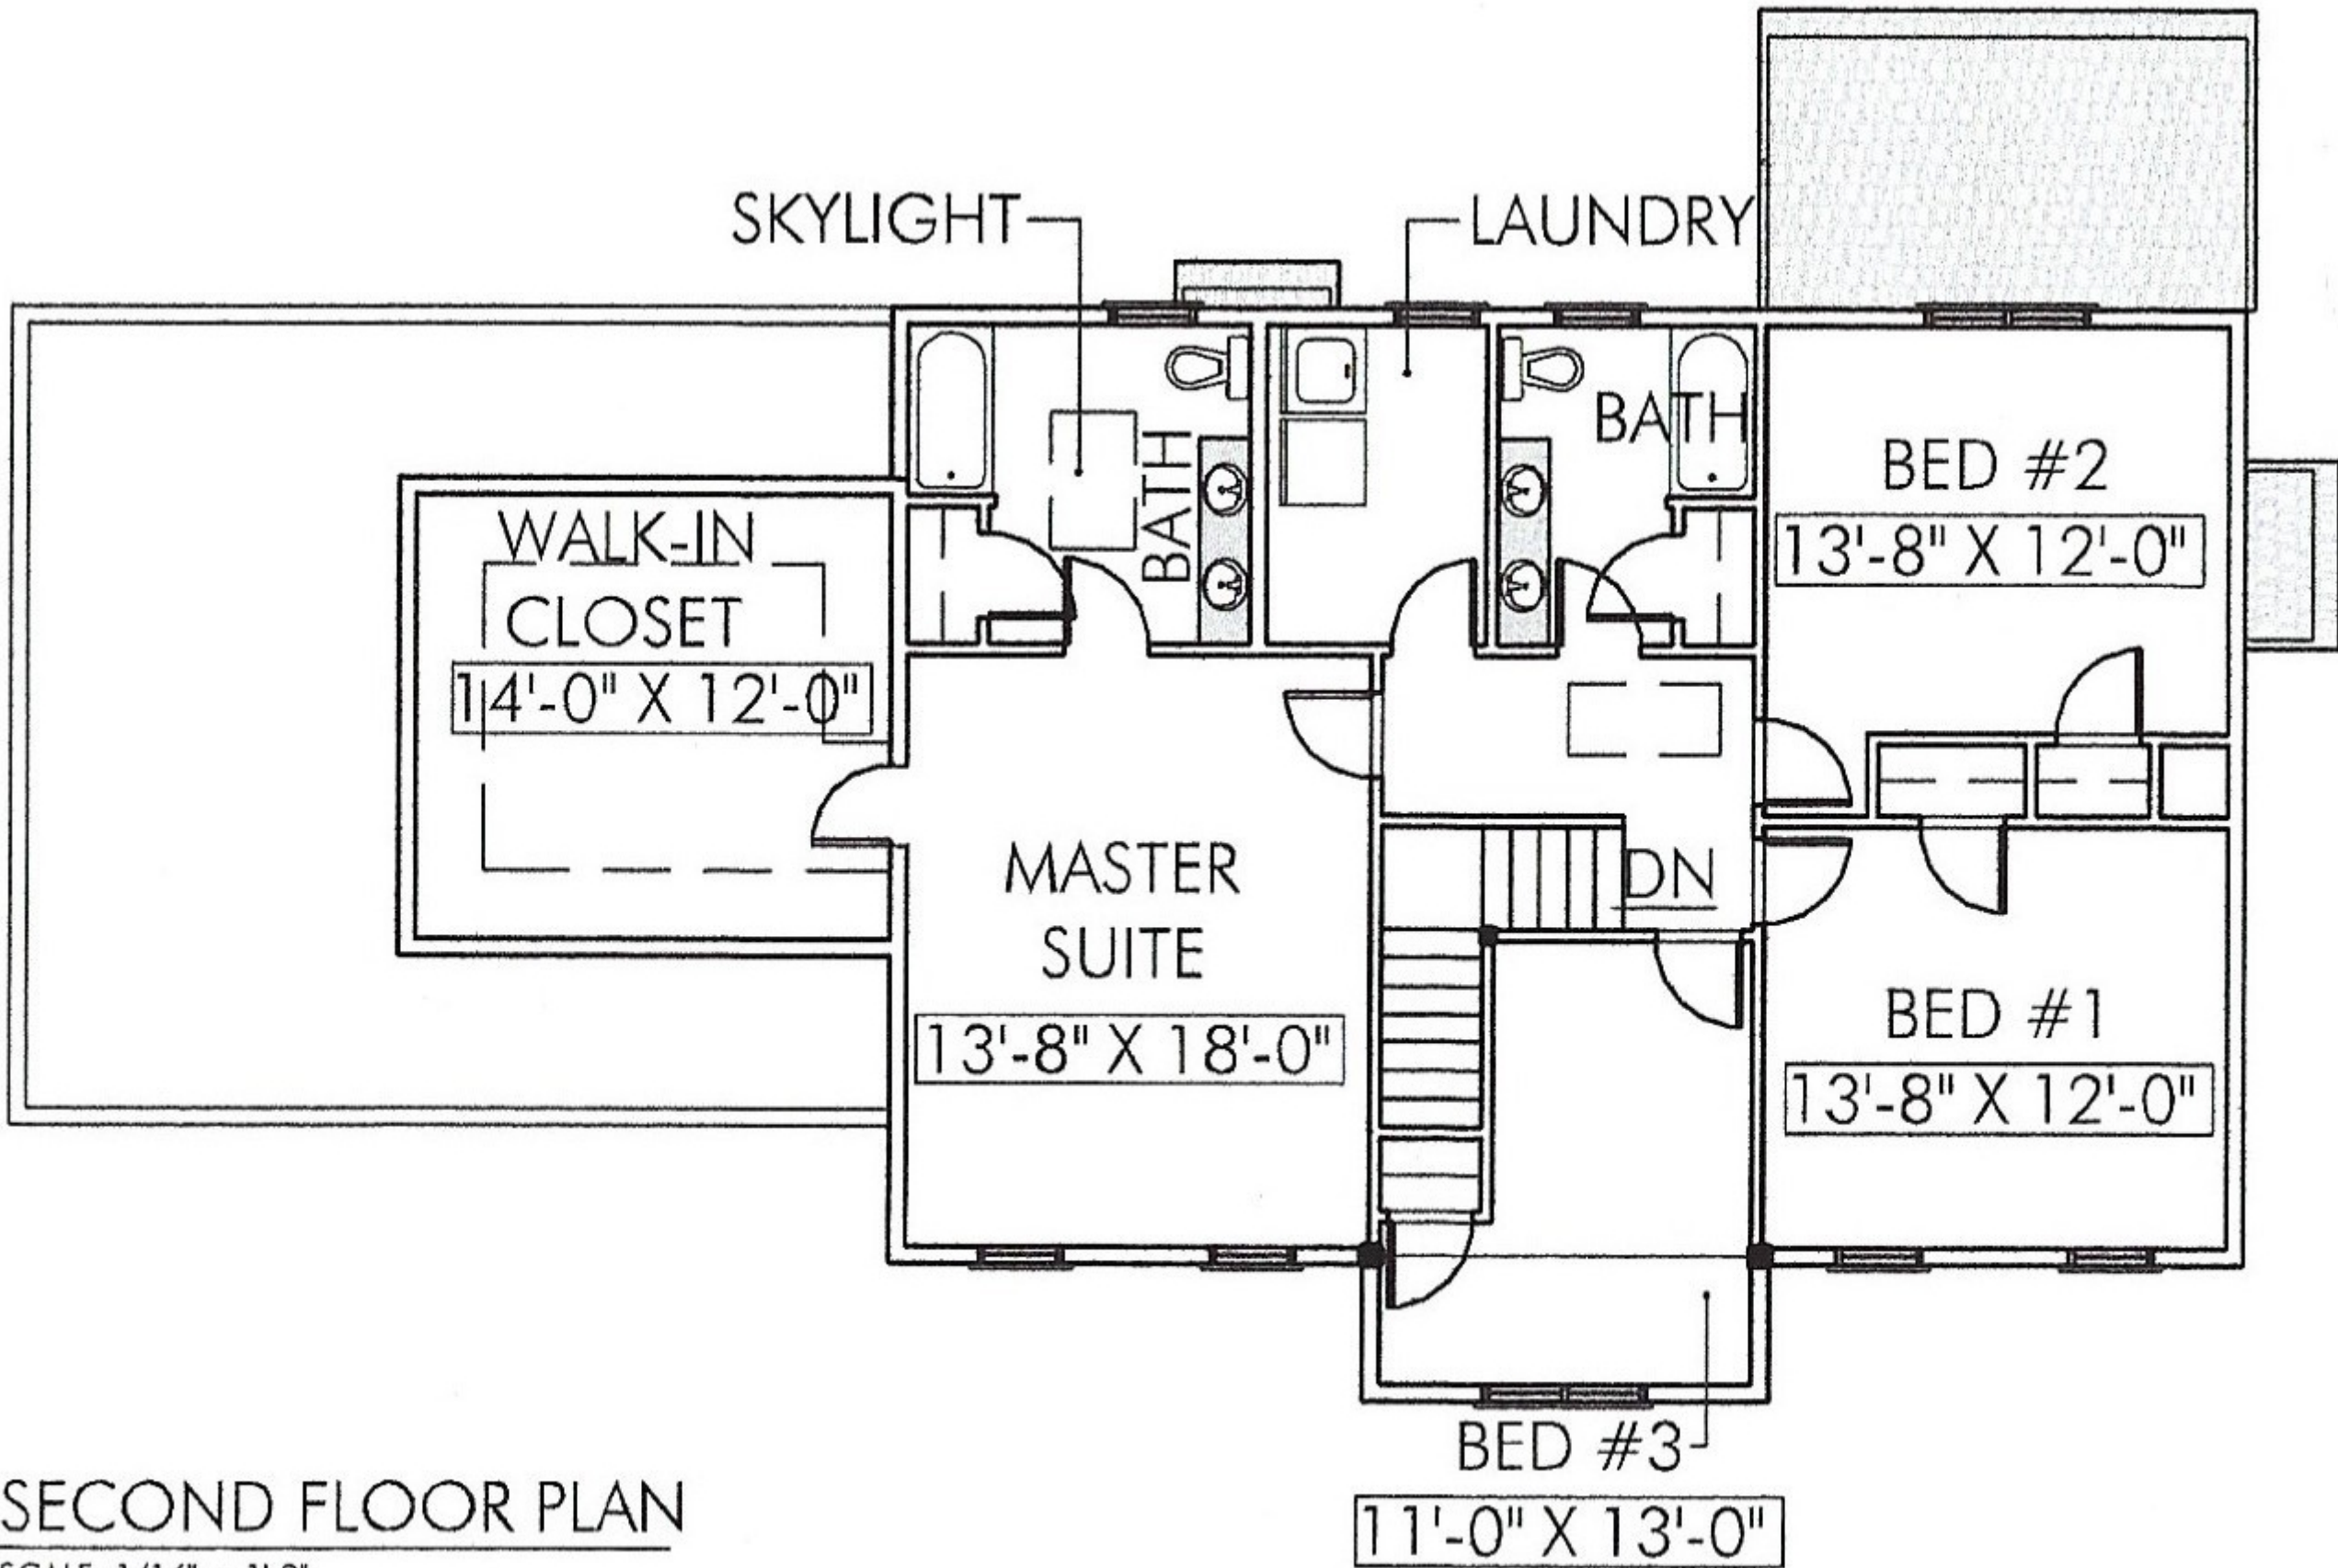 SKYLIGHT
LAUNDRY
BATH
BATH
BED #2
13'-8" X 12'-0"
WALK-IN
CLOSET
14'-0" X 12'-0"
MASTER
SUITE
13'-8" X 18'-0"
DN
BED #1
13'-8" X 12'-0"
BED #3
11'-0" X 13'-0"
SECOND FLOOR PLAN